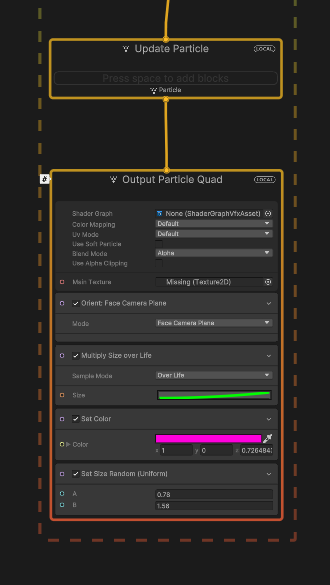 Update Particle LOCAL
Press space to add blocks
Particle
Output Particle Quad LOCAL
Shader Graph None (ShaderGraphVfxAsset)
Color Mapping Default
Uv Mode Default
Use Soft Particle
Blend Mode Alpha
Use Alpha Clipping
Main Texture Missing (Texture2D)
Orient: Face Camera Plane
Mode Face Camera Plane
Multiply Size over Life
Sample Mode Over Life
Size
Set Color
Color
x 1 y 0 0.726484
Set Size Random (Uniform)
A 0.78
B 1.56